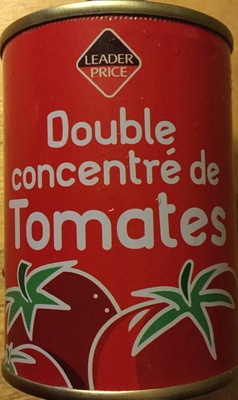 LEADER
PRICE
Double
concentré de
Tomates